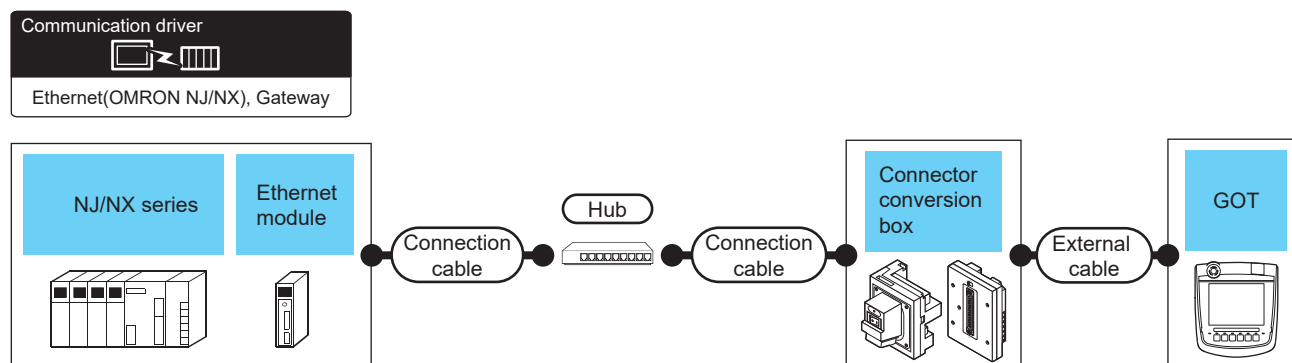 Communication driver
Ethernet(OMRON NJ/NX), Gateway
NJ/NX series
Ethernet
module
Connection
cable
Hub
Connection
cable
Connector
conversion
box
External
cable
GOT